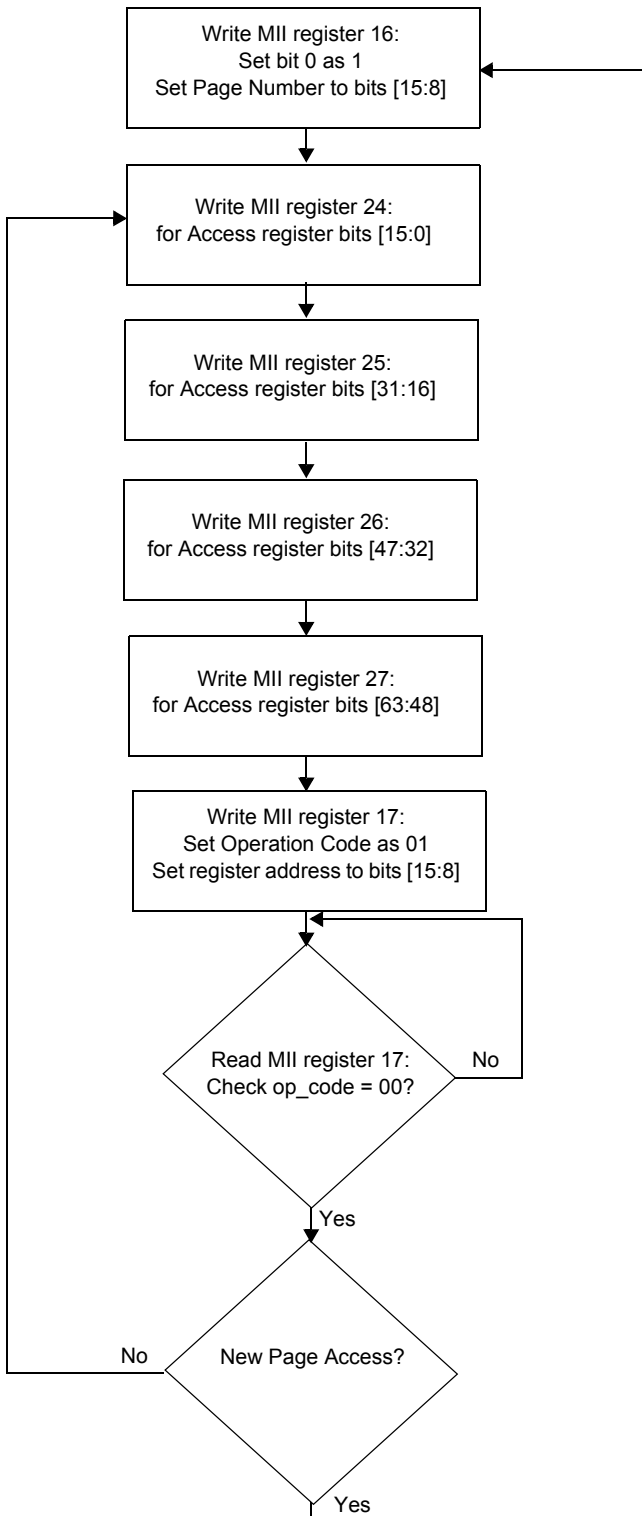 Write MII register 16:
Set bit 0 as 1
Set Page Number to bits [15:8]
Write MII register 24:
for Access register bits [15:0]
Write MII register 25:
for Access register bits [31:16]
Write MII register 26:
for Access register bits [47:32]
Write MII register 27:
for Access register bits [63:48]
Write MII register 17:
Set Operation Code as 01
Set register address to bits [15:8]
Read MII register 17:
Check op_code = 00?
No
Yes
New Page Access?
No
Yes